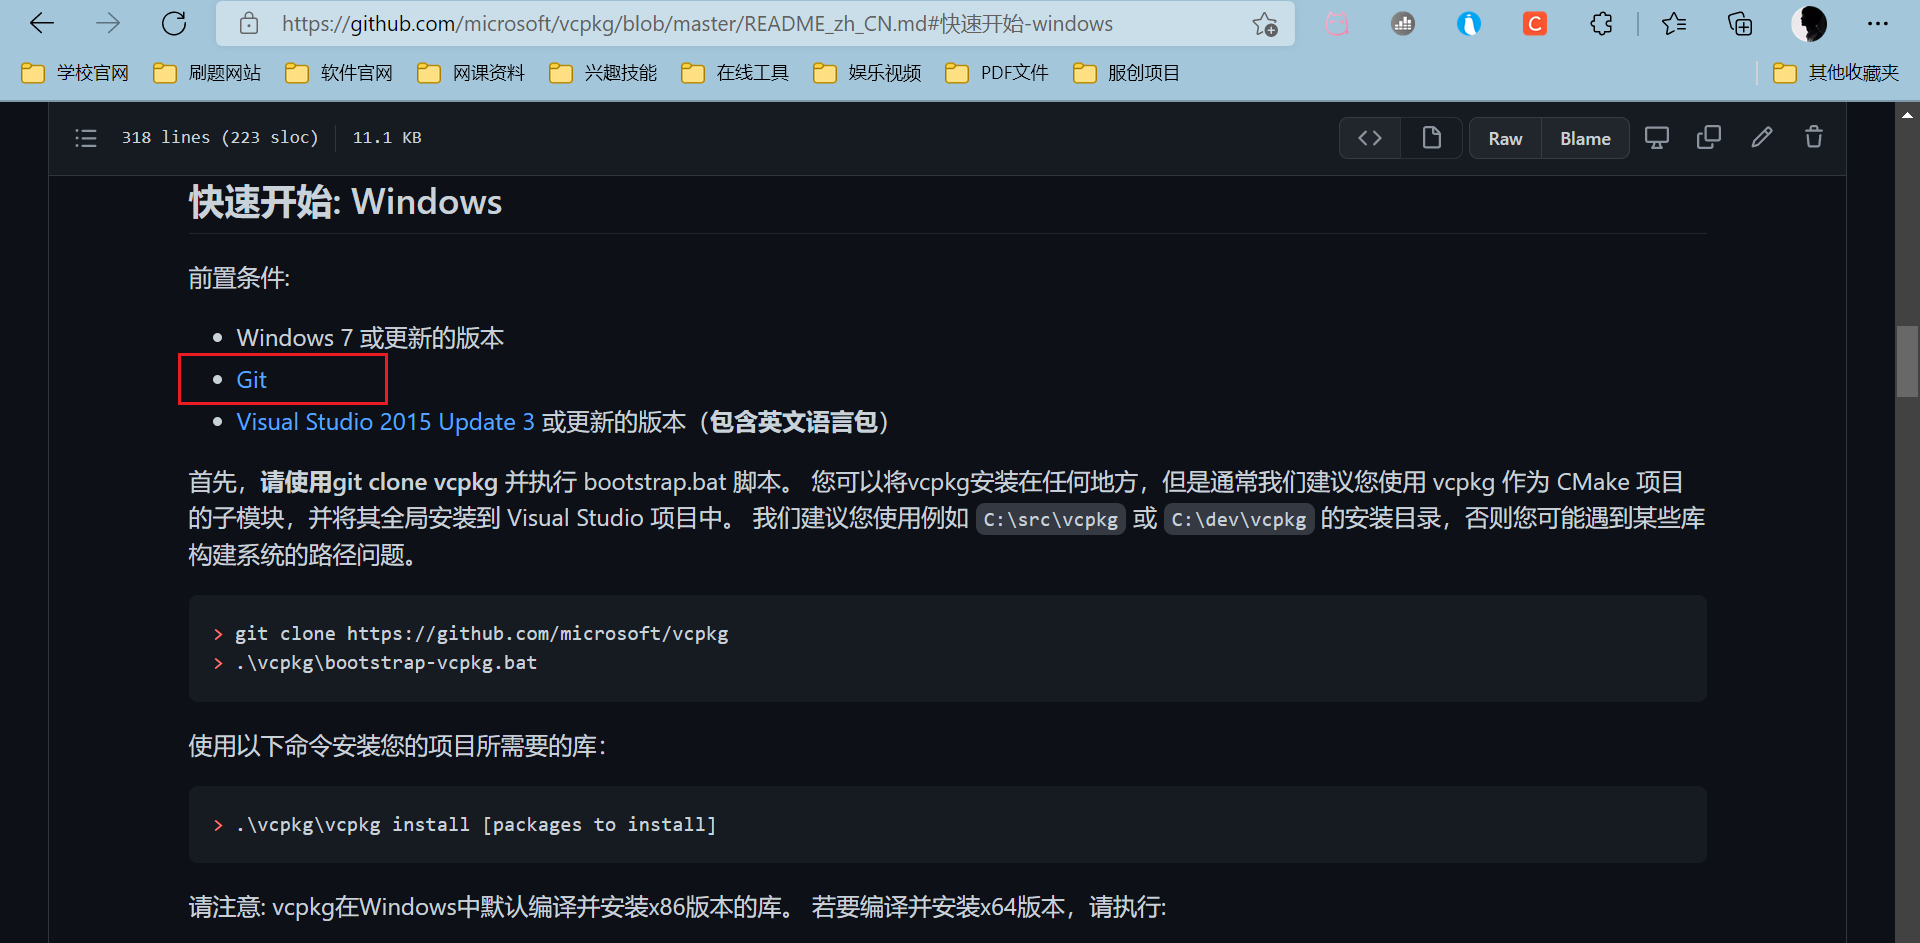 https://github.com/microsoft/vcpkg/blob/master/README_zh_CN.md#快速开始-windows
C
学校官网 刷题网站 软件官网 网课资料 兴趣技能 在线工具 娱乐视频 PDF文件 服创项目 其他收藏夹
318 lines (223 sloc) 11.1 KB Raw Blame
快速开始: Windows
前置条件:
Windows 7 或更新的版本
Git
Visual Studio 2015 Update 3 或更新的版本（包含英文语言包）
首先，请使用git clone vcpkg 并执行 bootstrap.bat 脚本。 您可以将vcpkg安装在任何地方，但是通常我们建议您使用 vcpkg 作为 CMake 项目
的子模块，并将其全局安装到 Visual Studio 项目中。 我们建议您使用例如 C:\src\vcpkg 或 C:\dev\vcpkg 的安装目录，否则您可能遇到某些库
构建系统的路径问题。
> git clone https://github.com/microsoft/vcpkg
> .\vcpkg\bootstrap-vcpkg.bat
使用以下命令安装您的项目所需要的库：
> .\vcpkg\vcpkg install [packages to install]
请注意: vcpkg在Windows中默认编译并安装x86版本的库。 若要编译并安装x64版本，请执行: